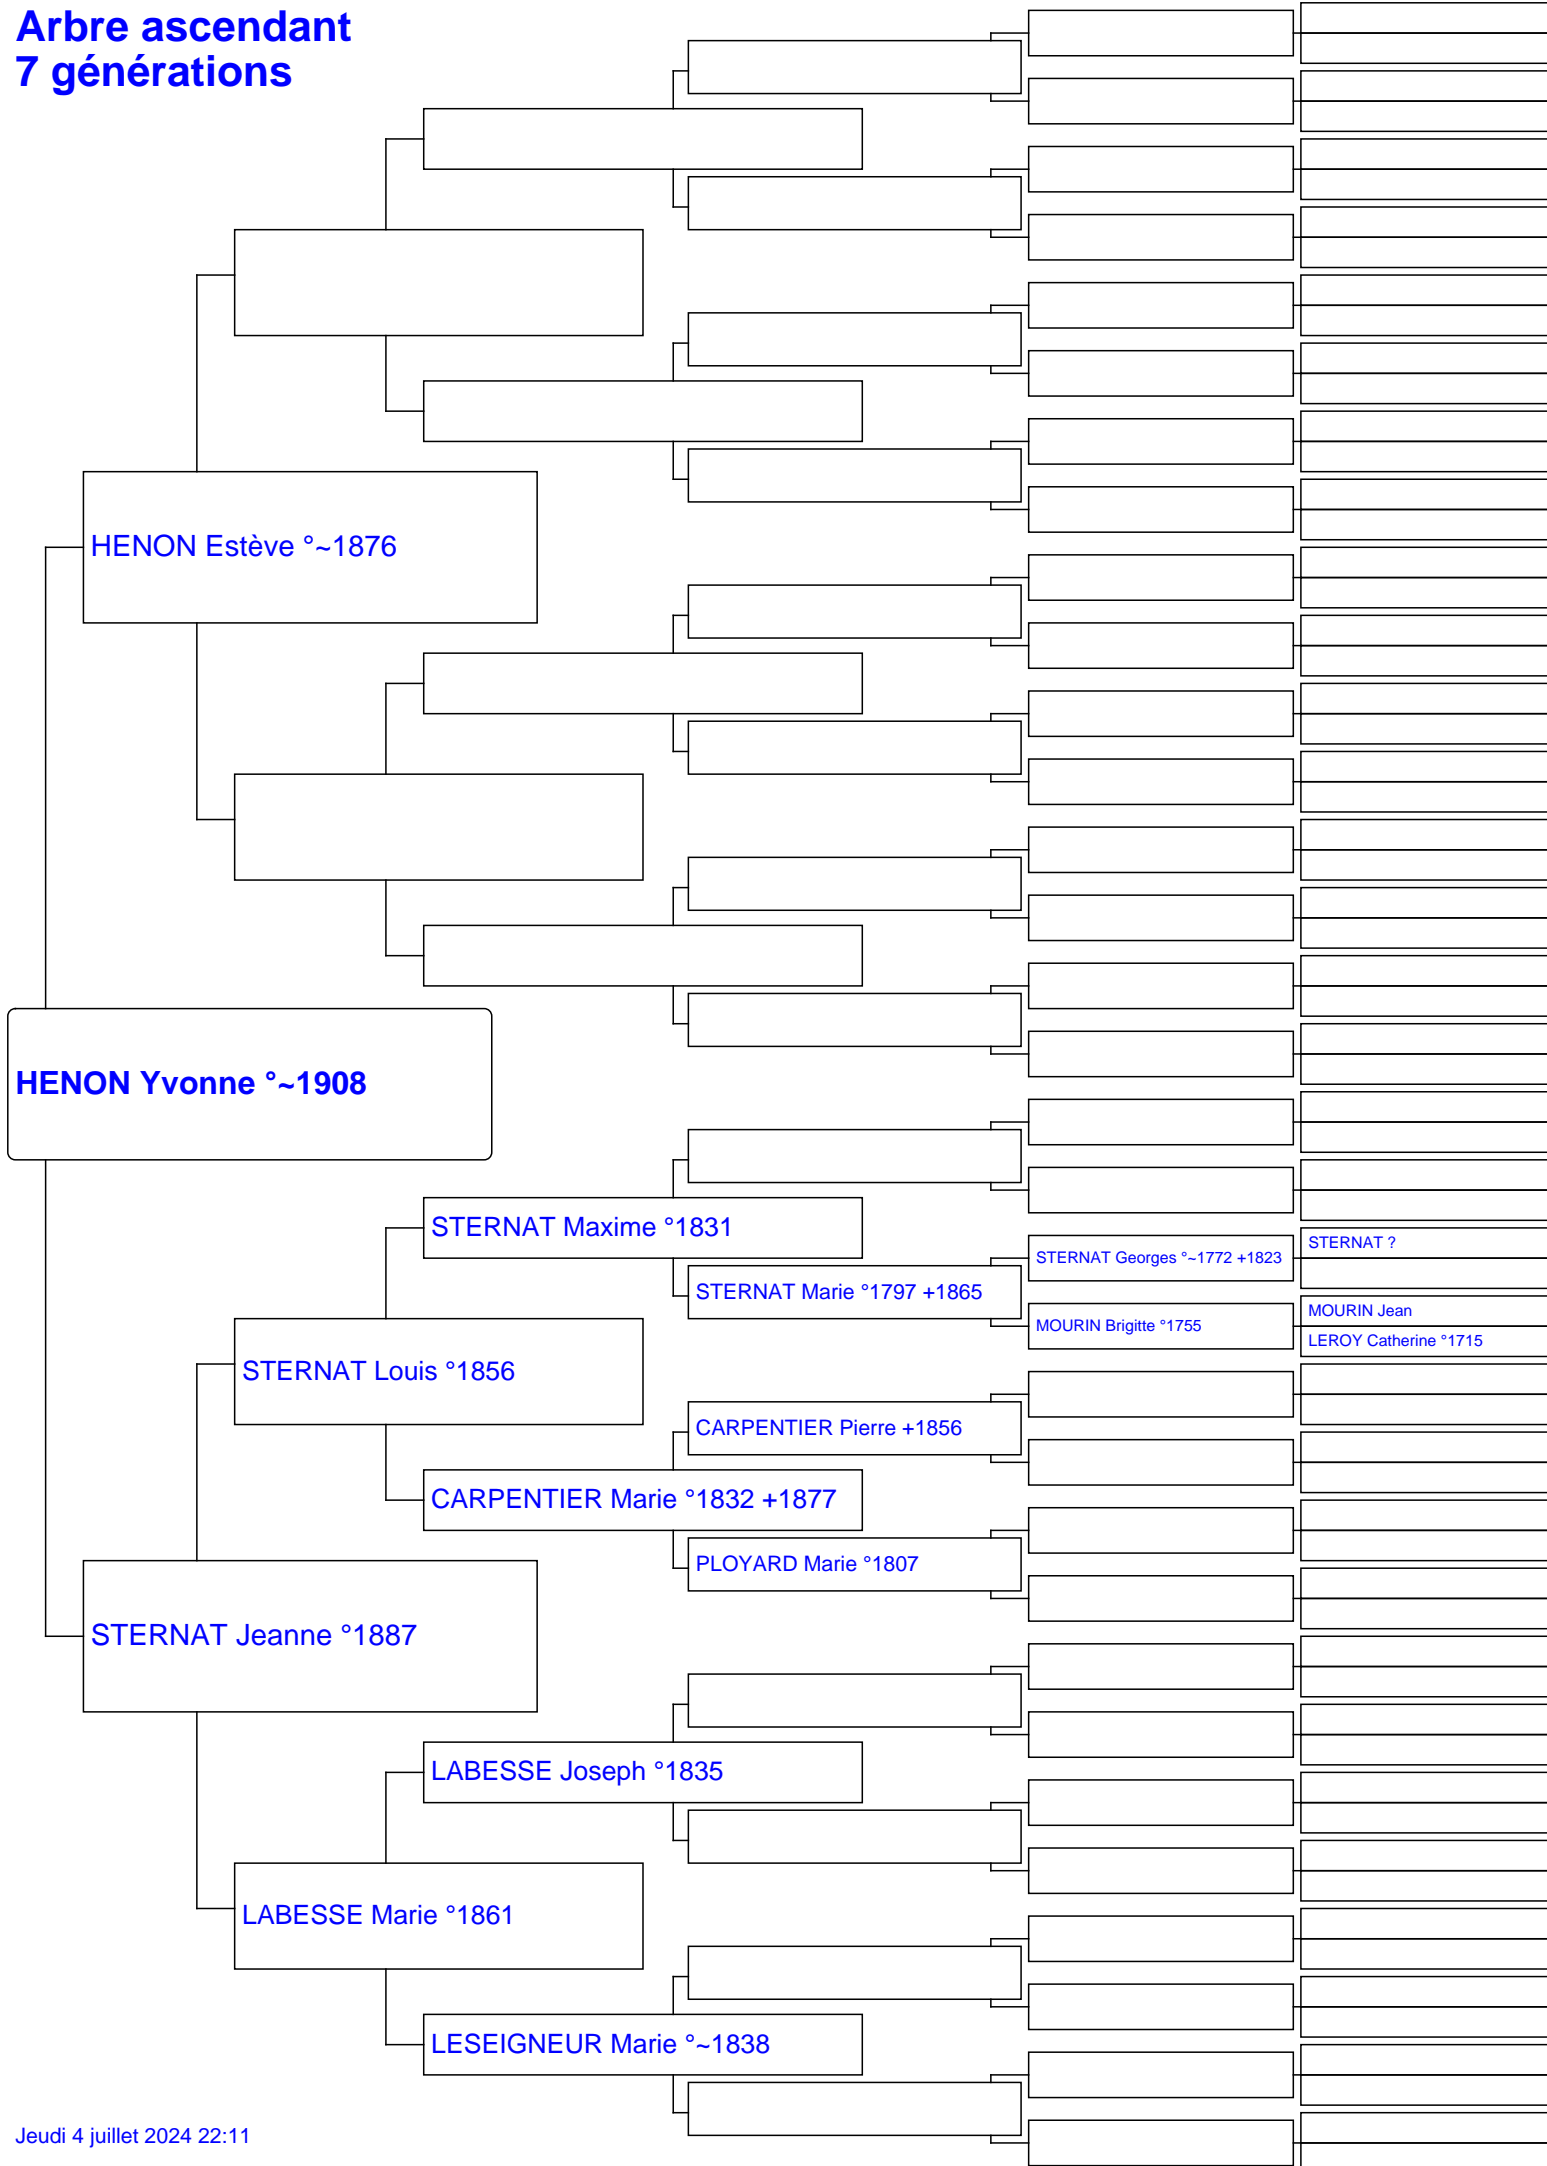 Arbre ascendant
7 générations
HENON Estève °~1876
HENON Yvonne °~1908
STERNAT Maxime °1831
STERNAT ?
STERNAT Georges °~1772 +1823
STERNAT Marie °1797 +1865
MOURIN Jean
MOURIN Brigitte °1755
LEROY Catherine °1715
STERNAT Louis °1856
CARPENTIER Pierre +1856
CARPENTIER Marie °1832 +1877
PLOYARD Marie °1807
STERNAT Jeanne °1887
LABESSE Joseph °1835
LABESSE Marie °1861
LESEIGNEUR Marie °~1838
Jeudi 4 juillet 2024 22:11